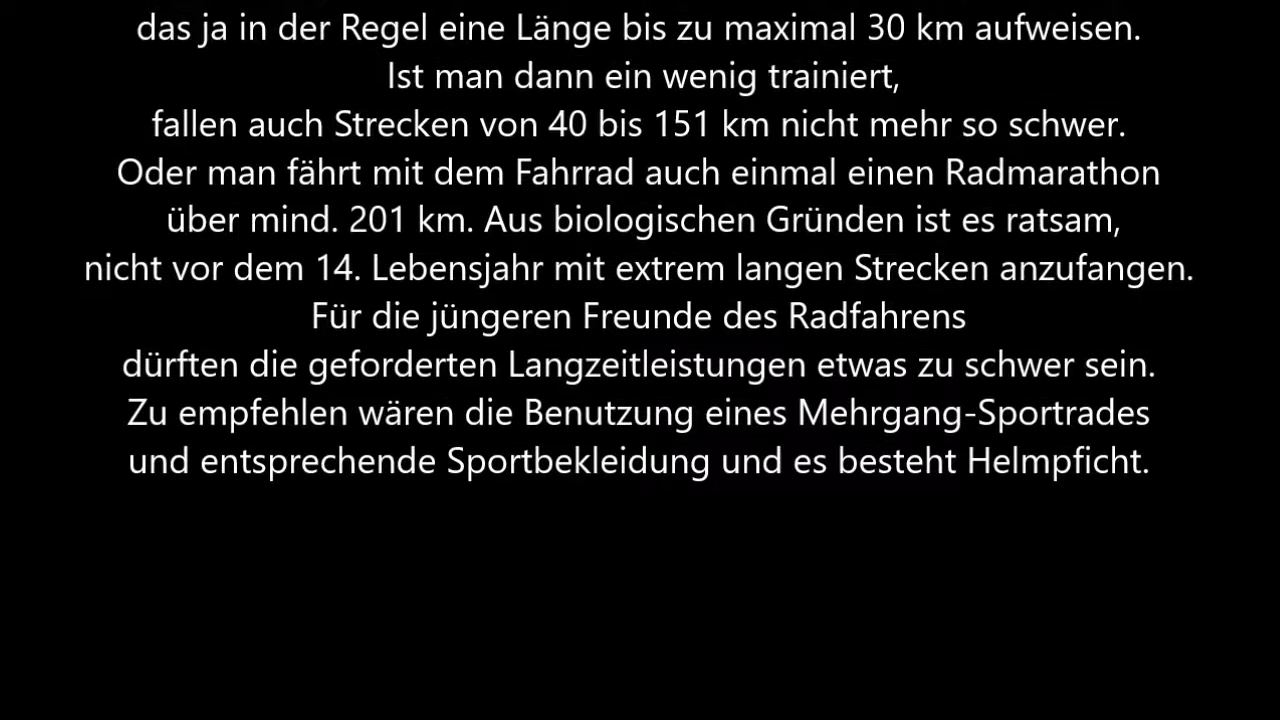 das ja in der Regel eine Länge bis zu maximal 30 km aufweisen.
Ist man dann ein wenig trainiert,
fallen auch Strecken von 40 bis 151 km nicht mehr so schwer.
Oder man fährt mit dem Fahrrad auch einmal einen Radmarathon
über mind. 201 km. Aus biologischen Gründen ist es ratsam,
nicht vor dem 14. Lebensjahr mit extrem langen Strecken anzufangen.
Für die jüngeren Freunde des Radfahrens
dürften die geforderten Langzeitleistungen etwas zu schwer sein.
Zu empfehlen wären die Benutzung eines Mehrgang-Sportrades
und entsprechende Sportbekleidung und es besteht Helmpficht.